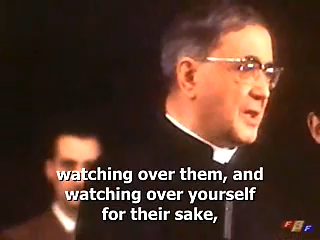 watching over them, and
watching over yourself
for their sake,